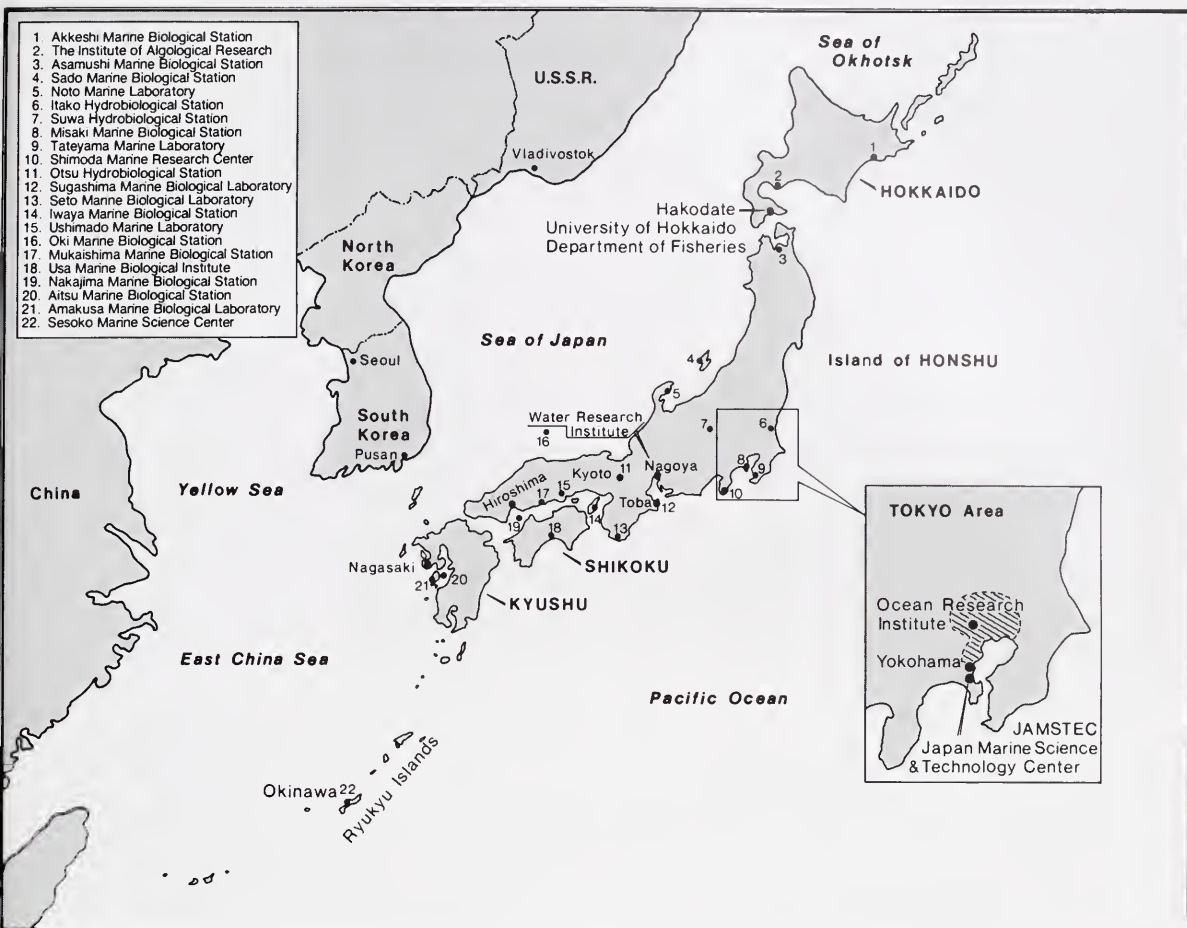 1 Akkeshi Marine Biological Station
2. The Institute of Algological Research
3. Asamushi Marine Biological Station
4. Sado Marine Biological Station
5. Noto Marine Laboratory
6. Itako Hydrobiological Station
7. Suwa Hydrobiological Station
8. Misaki Marine Biological Station
9. Tateyama Marine Laboratory
10. Shimoda Marine Research Center
11. Otsu Hydrobiological Station
12. Sugashima Marine Biological Laboratory
13. Seto Marine Biological Laboratory
14. Iwaya Marine Biological Station
15. Ushimado Marine Laboratory
16. Oki Marine Biological Station
17. Mukaishima Marine Biological Station
18. Usa Marine Biological Institute
19. Nakajima Marine Biological Station
20. Aitsu Marine Biological Station
21. Amakusa Marine Biological Laboratory
22. Sesoko Marine Science Center
Sea of
Okhotsk
U.S.S.R.
Vladivostok
1
2
HOKKAIDO
Hakodate
University of Hokkaido
Department of Fisheries
3
North
Korea
Sea of Japan
4
Island of HONSHU
Seoul
5
South
Korea
Pusan
Water Research
Institute
16
7
6
8
9
10
China
Yellow Sea
Hiroshima
Kyoto
11
Nagoya
15
17
14
Toba
12
13
19
18
SHIKOKU
Nagasaki
20
21
KYUSHU
TOKYO Area
Ocean Research
Institute
Yokohama
JAMSTEC
Japan Marine Science
& Technology Center
East China Sea
Pacific Ocean
Okinawa
22
Ryukyu Islands